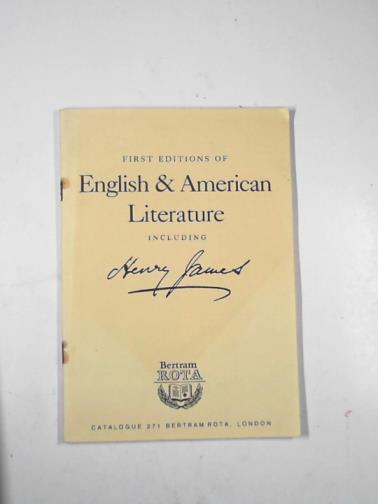 FIRST EDITIONS OF
English & American
Literature
INCLUDING
Henry James
Bertram
ROTA
CATALOGUE 271 BERTRAM ROTA, LONDON